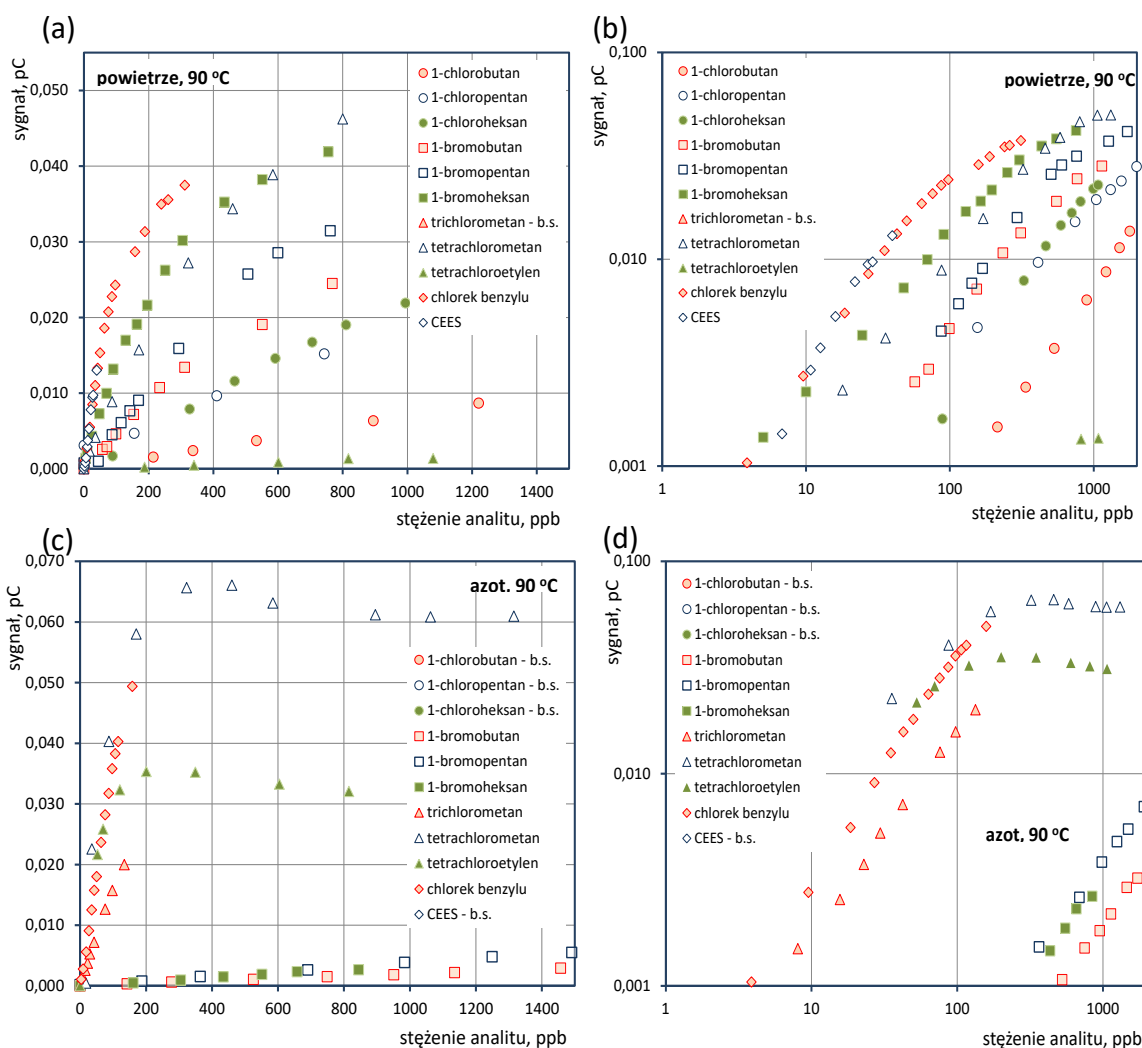 (a)
sygnał, pC
powietrze, 90 °C
0,050
0,040
0,030
0,020
0,010
0,000
0 200 400 600 800 1000 1200 1400
stężenie analitu, ppb
1-chlorobutan
1-chloropentan
1-chloroheksan
1-bromobutan
1-bromopentan
1-bromoheksan
trichlorometan - b.s.
tetrachlorometan
tetrachloroetylen
chlorek benzylu
CEES
(b)
sygnał, pC
powietrze, 90 °C
0,100
0,010
0,001
1 10 100 1000
stężenie analitu, ppb
1-chlorobutan
1-chloropentan
1-chloroheksan
1-bromobutan
1-bromopentan
1-bromoheksan
trichlorometan - b.s.
tetrachlorometan
tetrachloroetylen
chlorek benzylu
CEES
(c)
sygnał, pC
azot. 90 °C
0,070
0,060
0,050
0,040
0,030
0,020
0,010
0,000
0 200 400 600 800 1000 1200 1400
stężenie analitu, ppb
1-chlorobutan - b.s.
1-chloropentan - b.s.
1-chloroheksan - b.s.
1-bromobutan
1-bromopentan
1-bromoheksan
trichlorometan
tetrachlorometan
tetrachloroetylen
chlorek benzylu
CEES - b.s.
(d)
sygnał, pC
0,100
0,010
0,001
1 10 100 1000
stężenie analitu, ppb
1-chlorobutan - b.s.
1-chloropentan - b.s.
1-chloroheksan - b.s.
1-bromobutan
1-bromopentan
1-bromoheksan
trichlorometan
tetrachlorometan
tetrachloroetylen
chlorek benzylu
CEES - b.s.
azot, 90 °C